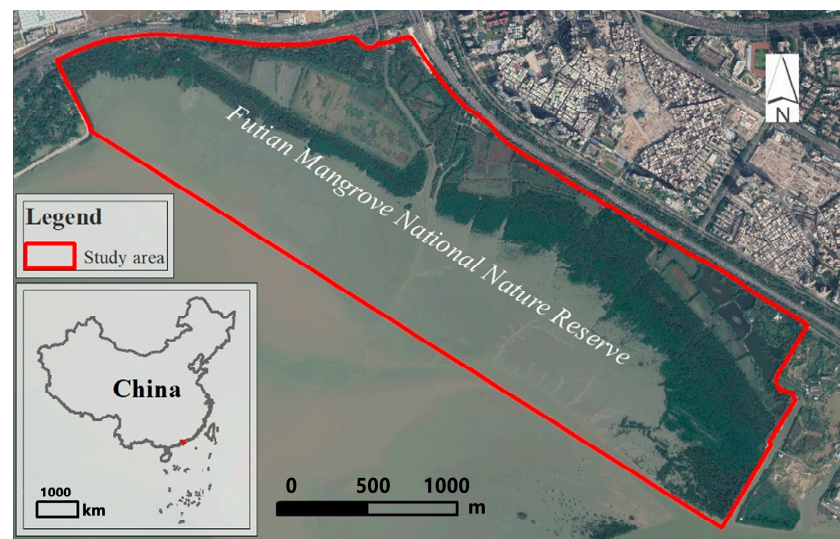 N
Futian Mangrove National Nature Reserve
Legend
Study area
China
1000
km
0 500 1000
m